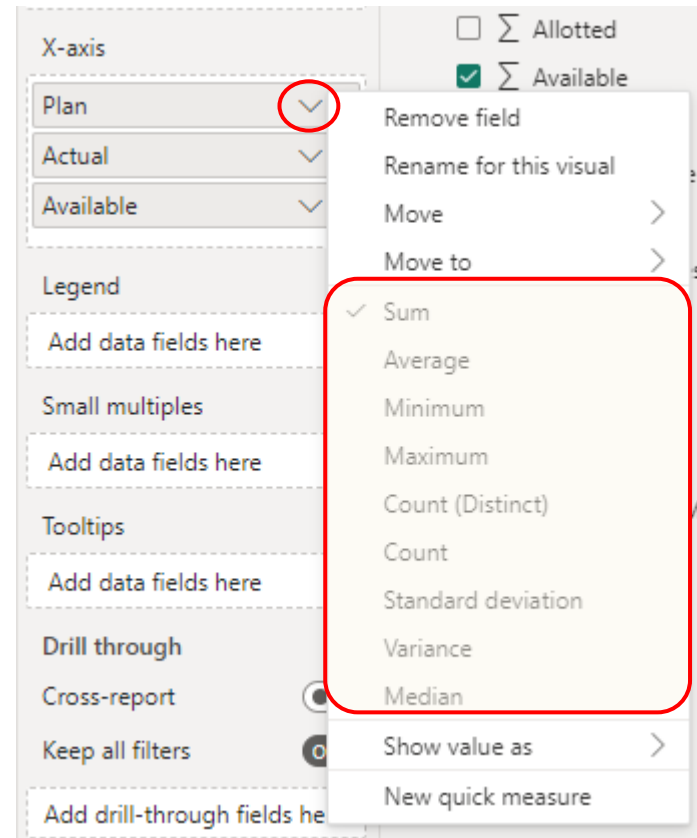 X-axis
Plan
Actual
Available
Legend
Add data fields here
Small multiples
Add data fields here
Tooltips
Add data fields here
Drill through
Cross-report
Keep all filters
Add drill-through fields he
∑ Allotted
∑ Available
Remove field
Rename for this visual
Move
Move to
Sum
Average
Minimum
Maximum
Count (Distinct)
Count
Standard deviation
Variance
Median
Show value as
New quick measure